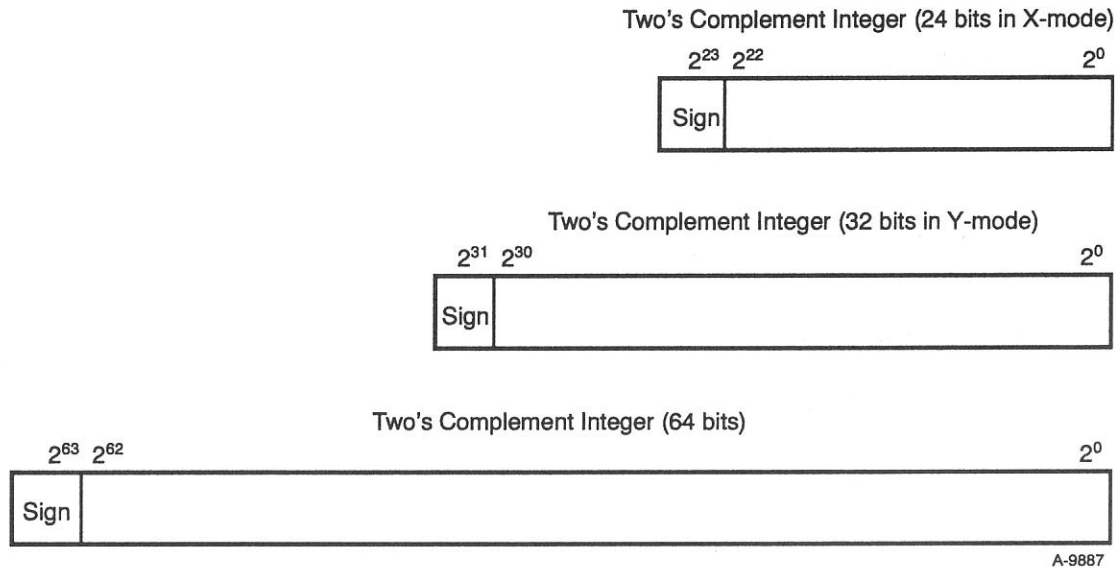 Two's Complement Integer (24 bits in X-mode)
2²³ 2²² 2⁰
Sign
Two's Complement Integer (32 bits in Y-mode)
2³¹ 2³⁰ 2⁰
Sign
Two's Complement Integer (64 bits)
2⁶³ 2⁶² 2⁰
Sign
A-9887